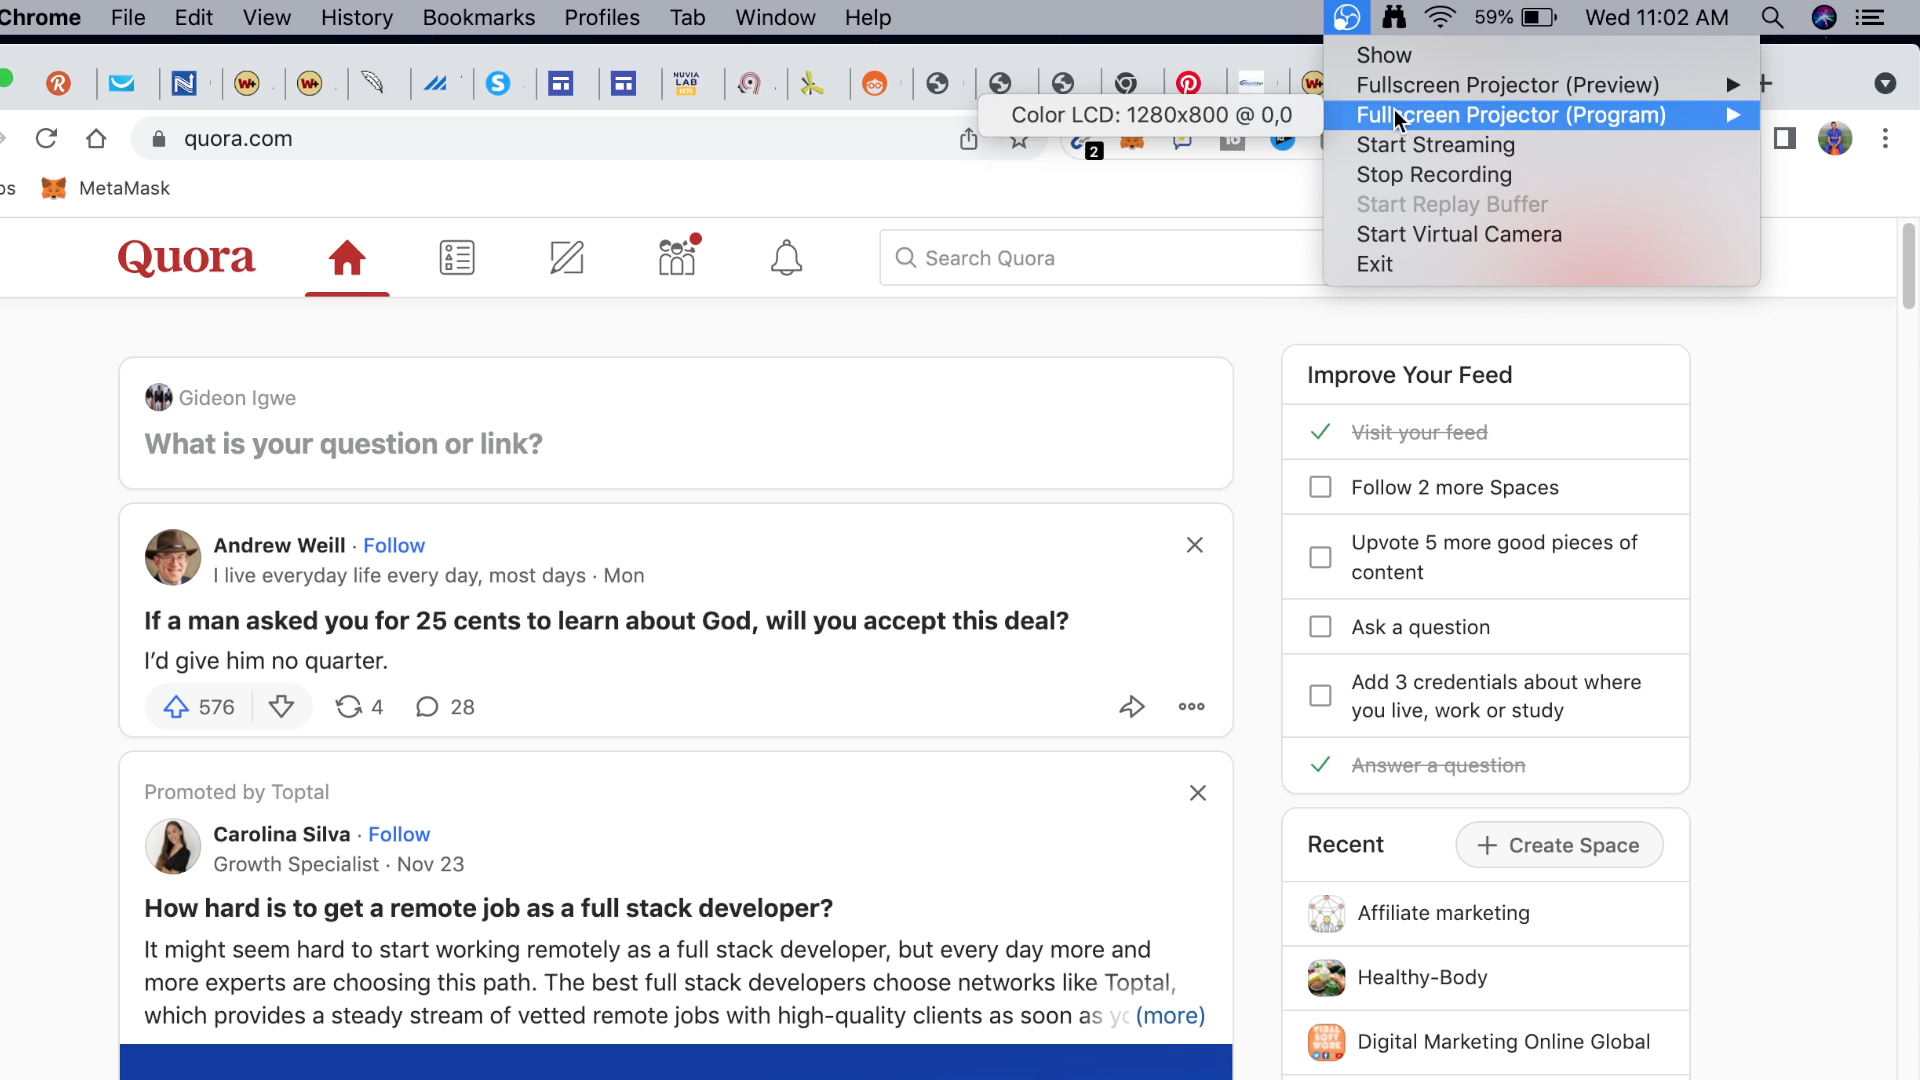 Chrome File Edit View History Bookmarks Profiles Tab Window Help 59% Wed 11:02 AM
Show
Fullscreen Projector (Preview)
Fullscreen Projector (Program)
Color LCD: 1280x800 @ 0,0
Start Streaming
Stop Recording
Start Replay Buffer
Start Virtual Camera
Exit
NUVIA
LAB
KETO
quora.com
2
MetaMask
Quora
Search Quora
Gideon Igwe
What is your question or link?
Andrew Weill · Follow
I live everyday life every day, most days · Mon
If a man asked you for 25 cents to learn about God, will you accept this deal?
I'd give him no quarter.
576 4 28
Promoted by Toptal
Carolina Silva · Follow
Growth Specialist · Nov 23
How hard is to get a remote job as a full stack developer?
It might seem hard to start working remotely as a full stack developer, but every day more and
more experts are choosing this path. The best full stack developers choose networks like Toptal,
which provides a steady stream of vetted remote jobs with high-quality clients as soon as (more)
Improve Your Feed
Visit your feed
Follow 2 more Spaces
Upvote 5 more good pieces of
content
Ask a question
Add 3 credentials about where
you live, work or study
Answer a question
Recent
+ Create Space
Affiliate marketing
Healthy-Body
VIRAL
SOFT
WORK
Digital Marketing Online Global